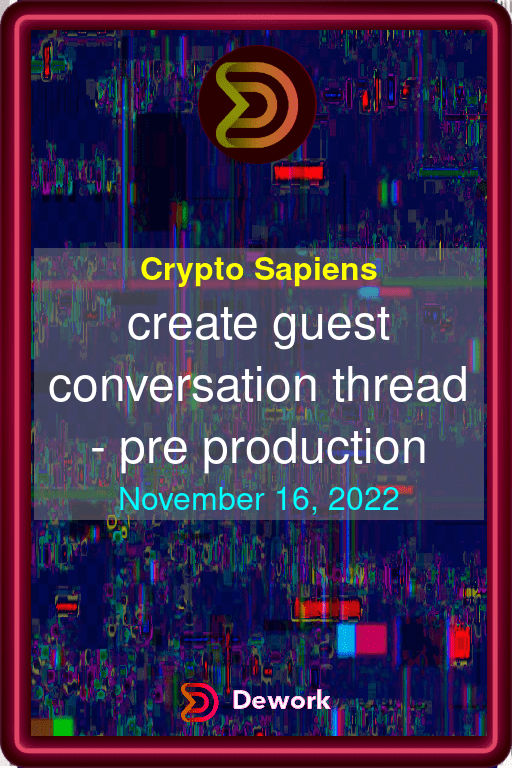 Crypto Sapiens
create guest
conversation thread
- pre production
November 16, 2022
Dework